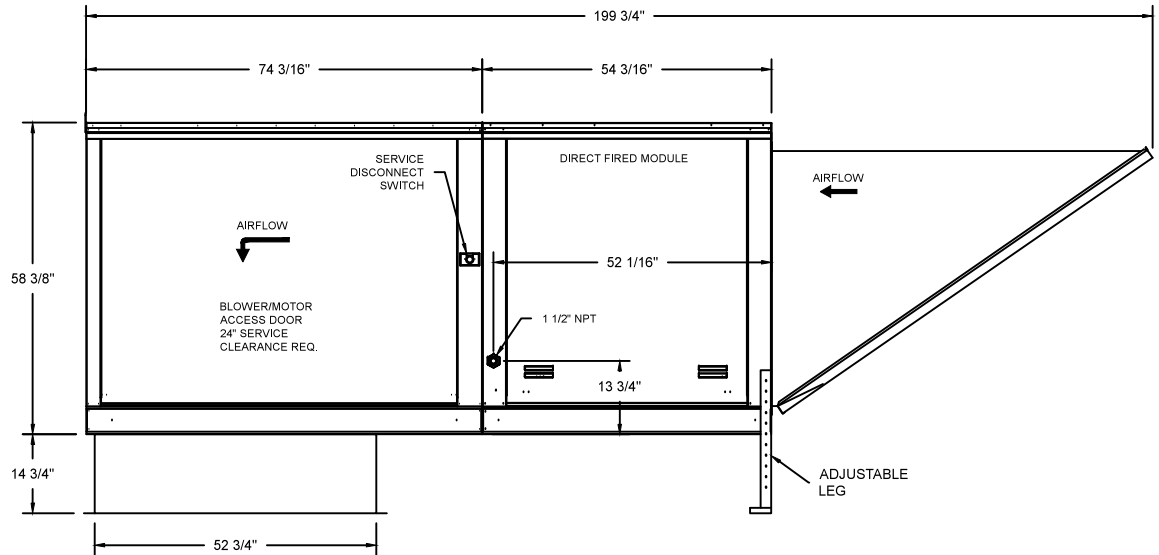 199 3/4"
74 3/16"
54 3/16"
SERVICE
DISCONNECT
SWITCH
DIRECT FIRED MODULE
AIRFLOW
AIRFLOW
58 3/8"
52 1/16"
BLOWER/MOTOR
ACCESS DOOR
24" SERVICE
CLEARANCE REQ.
1 1/2" NPT
13 3/4"
14 3/4"
ADJUSTABLE
LEG
52 3/4"